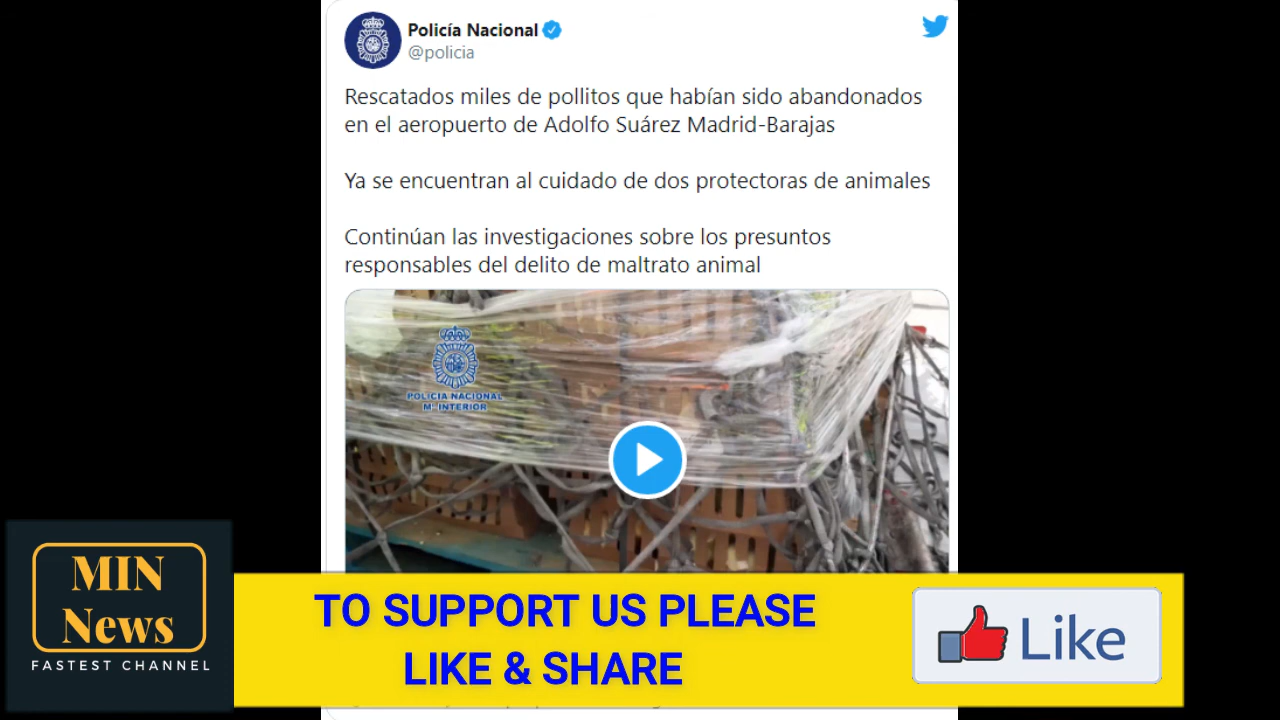 Policía Nacional
@policia
Rescatados miles de pollitos que habían sido abandonados
en el aeropuerto de Adolfo Suárez Madrid-Barajas
Ya se encuentran al cuidado de dos protectoras de animales
Continúan las investigaciones sobre los presuntos
responsables del delito de maltrato animal
POLICIA NACIONAL
M. INTERIOR
MIN
News
FASTEST CHANNEL
TO SUPPORT US PLEASE
LIKE & SHARE
Like